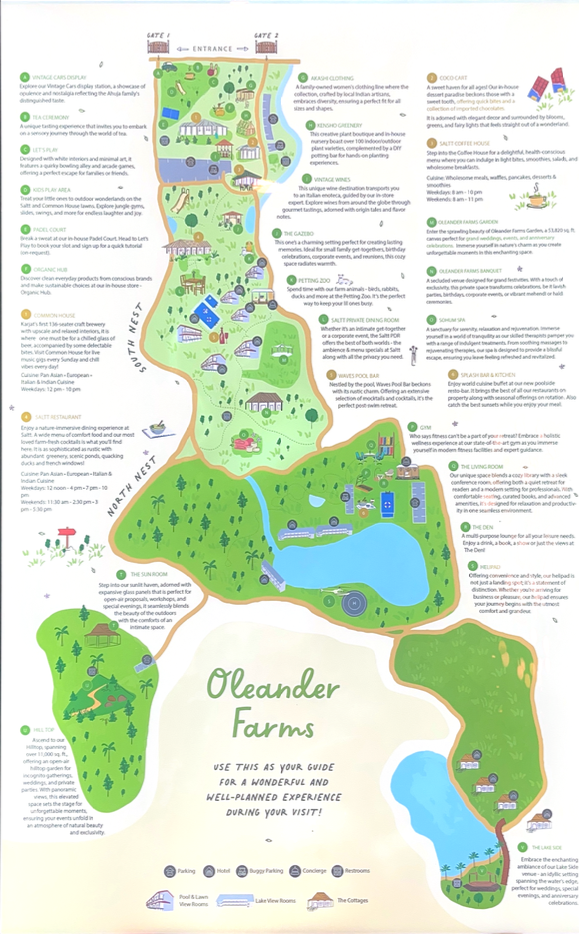 GATE 1
GATE 2
ENTRANCE
A VINTAGE CARS DISPLAY
Explore our Vintage Cars display, a showcase of
opulence and nostalgia reflecting the Ahuja family's
distinguished taste.
B TEA CEREMONY
A unique tasting experience that invites you to embark
on a sensory journey through the world of tea.
C LET'S PLAY
Designed with white interiors and minimal art, it
features a quirky bowling alley and arcade games,
offering a perfect escape for families or friends.
D KIDS PLAY AREA
Treat your little ones to outdoor wonderlands on the
Saltt and Common House lawns. Explore jungle gyms,
slides, swings, and more for endless laughter and joy.
E PADEL COURT
Break a sweat at our in-house Padel Court. Head to Let's
Play to book your slot and sign up for a quick tutorial
(on request).
F ORGANIC HUB
Discover clean everyday products from conscious brands
and make sustainable choices at our in-house store -
Organic Hub.
COMMON HOUSE
Karjat's first 136-seater craft brewery
with upscale and relaxed interiors, it is
where one must be for a chilled glass of
beer, accompanied by some delectable
bites. Visit Common House for live
music gigs every Sunday and chill
vibes every day!
Cuisine: Pan Asian • European •
Italian & Indian Cuisine
Weekdays: 12 pm - 10 pm
SALTT RESTAURANT
Enjoy a nature-immersive dining experience at
Saltt. A wide menu of comfort food and our most
loved farm-fresh cocktails is what you'll find
here. It is as sophisticated as rustic with
abundant greenery, scenic ponds, quacking
ducks and french windows!
Cuisine: Pan Asian • European • Italian &
Indian Cuisine
Weekdays: 12 noon - 4 pm • 7 pm - 10
pm
Weekends: 11:30 am - 2:30 pm • 3
pm - 5:30 pm
G ARASHI CLOTHING
A family-owned women's clothing line where the
collection, crafted by local Indian artisans,
embraces diversity, ensuring a perfect fit for all
sizes and shapes.
H KENSHO GREENERY
This creative plant boutique and in-house
nursery boast over 100 indoor/outdoor
plant varieties, complemented by a DIY
potting bar for hands-on planting
experiences.
I VINTAGE WINES
This unique wine destination transports you
to an Italian enoteca, guided by our in-store
expert. Explore wines from around the globe through
gourmet tastings, adorned with origin tales and flavor
notes.
J THE GAZEBO
This one's a charming setting perfect for creating lasting
memories. Ideal for small family get-togethers, birthday
celebrations, corporate events, and reunions, this cozy
space radiates warmth.
K PETTING ZOO
Spend time with our farm animals - birds, rabbits,
ducks and more at the Petting Zoo. It's the perfect
way to keep your lil ones busy.
SALTT PRIVATE DINING ROOM
Whether it's an intimate get-together
or a corporate event, the Saltt PDR
offers the best of both worlds - the
ambience & menu specials at Saltt
along with all the privacy you need.
WAVES POOL BAR
Nestled by the pool, Waves Pool Bar beckons
with its rustic charm. Offering an extensive
selection of mocktails and cocktails, it's the
perfect post-swim retreat.
COCO CART
A sweet haven for all ages! Our in-house
dessert paradise beckons those with a
sweet tooth, offering quick bites and a
collection of imported chocolates.
It is adorned with elegant decor and surrounded by blooms,
greens, and fairy lights that feels straight out of a wonderland.
SALTT COFFEE HOUSE
Step into the Coffee House for a delightful, health-conscious
menu where you can indulge in light bites, smoothies, salads, and
wholesome breakfasts.
Cuisine: Wholesome meals, waffles, pancakes, desserts &
smoothies
Weekdays: 8 am - 10 pm
Weekends: 8 am - 11 pm
OLEANDER FARMS GARDEN
Enter the sprawling beauty of Oleander Farms Garden, a 53,820 sq. ft.
canvas perfect for grand weddings, events, and anniversary
celebrations. Immerse yourself in nature's charm as you create
unforgettable moments in this enchanting space.
OLEANDER FARMS BANQUET
A secluded venue designed for grand festivities. With a touch of
exclusivity, this private space transforms celebrations, be it lavish
parties, birthdays, corporate events, or vibrant mehendi or haldi
ceremonies.
SOHUM SPA
A sanctuary for serenity, relaxation and rejuvenation. Immerse
yourself in a world of tranquility as our skilled therapists pamper you
with a range of indulgent treatments. From soothing massages to
rejuvenating therapies, our spa is designed to provide a blissful
escape, ensuring you leave feeling refreshed and revitalized.
SPLASH BAR & KITCHEN
Enjoy world cuisine buffet at our new poolside
resto-bar. It brings the best of all our restaurants on
property along with seasonal offerings on rotation. Also
catch the best sunsets while you enjoy your meal.
P GYM
Who says fitness can't be a part of your retreat? Embrace a holistic
wellness experience at our state-of-the-art gym as you immerse
yourself in modern fitness facilities and expert guidance.
Q THE LIVING ROOM
Our unique space blends a cozy library with a sleek
conference room, offering both a quiet retreat for
readers and a modern setting for professionals. With
comfortable seating, curated books, and advanced
amenities, it's designed for relaxation and productiv-
ity in one seamless environment.
R THE DEN
A multi-purpose lounge for all your leisure needs.
Enjoy a drink, a book, a show or just the views at
The Den!
HELIPAD
Offering convenience and style, our helipad is
not just a landing spot; it's a statement of
distinction. Whether you're arriving for
business or pleasure, our helipad ensures
your journey begins with the utmost
comfort and grandeur.
SOUTH NEST
NORTH NEST
T THE SUN ROOM
Step into our sunlit haven, adorned with
expansive glass panels that is perfect for
open-air proposals, workshops, and
special evenings, it seamlessly blends
the beauty of the outdoors
with the comforts of an
intimate space.
U HILL TOP
Ascend to our
Hilltop, spanning
over 11,000 sq. ft.,
offering an open-air
hilltop garden for
incognito gatherings,
weddings, and private
parties. With panoramic
views, this elevated
space sets the stage for
unforgettable moments,
ensuring your events unfold in
an atmosphere of natural beauty
and exclusivity.
Oleander
Farms
USE THIS AS YOUR GUIDE
FOR A WONDERFUL AND
WELL-PLANNED EXPERIENCE
DURING YOUR VISIT!
V THE LAKE SIDE
Embrace the enchanting
ambiance of our Lake Side
venue - an idyllic setting
spanning the water's edge,
perfect for weddings, special
evenings, and anniversary
celebrations.
Parking
Hotel
Buggy Parking
Concierge
Restrooms
Pool & Lawn
View Rooms
Lake View Rooms
The Cottages